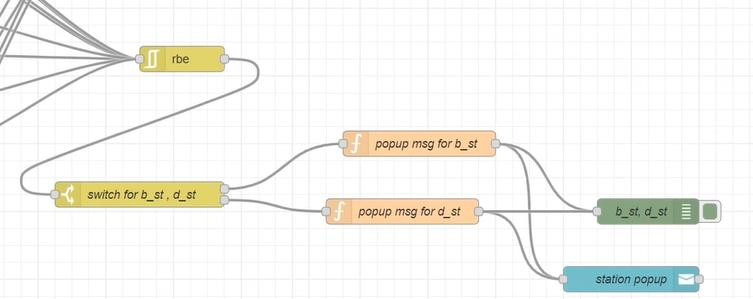 rbe
popup msg for b_st
switch for b_st , d_st
popup msg for d_st
b_st, d_st
station popup